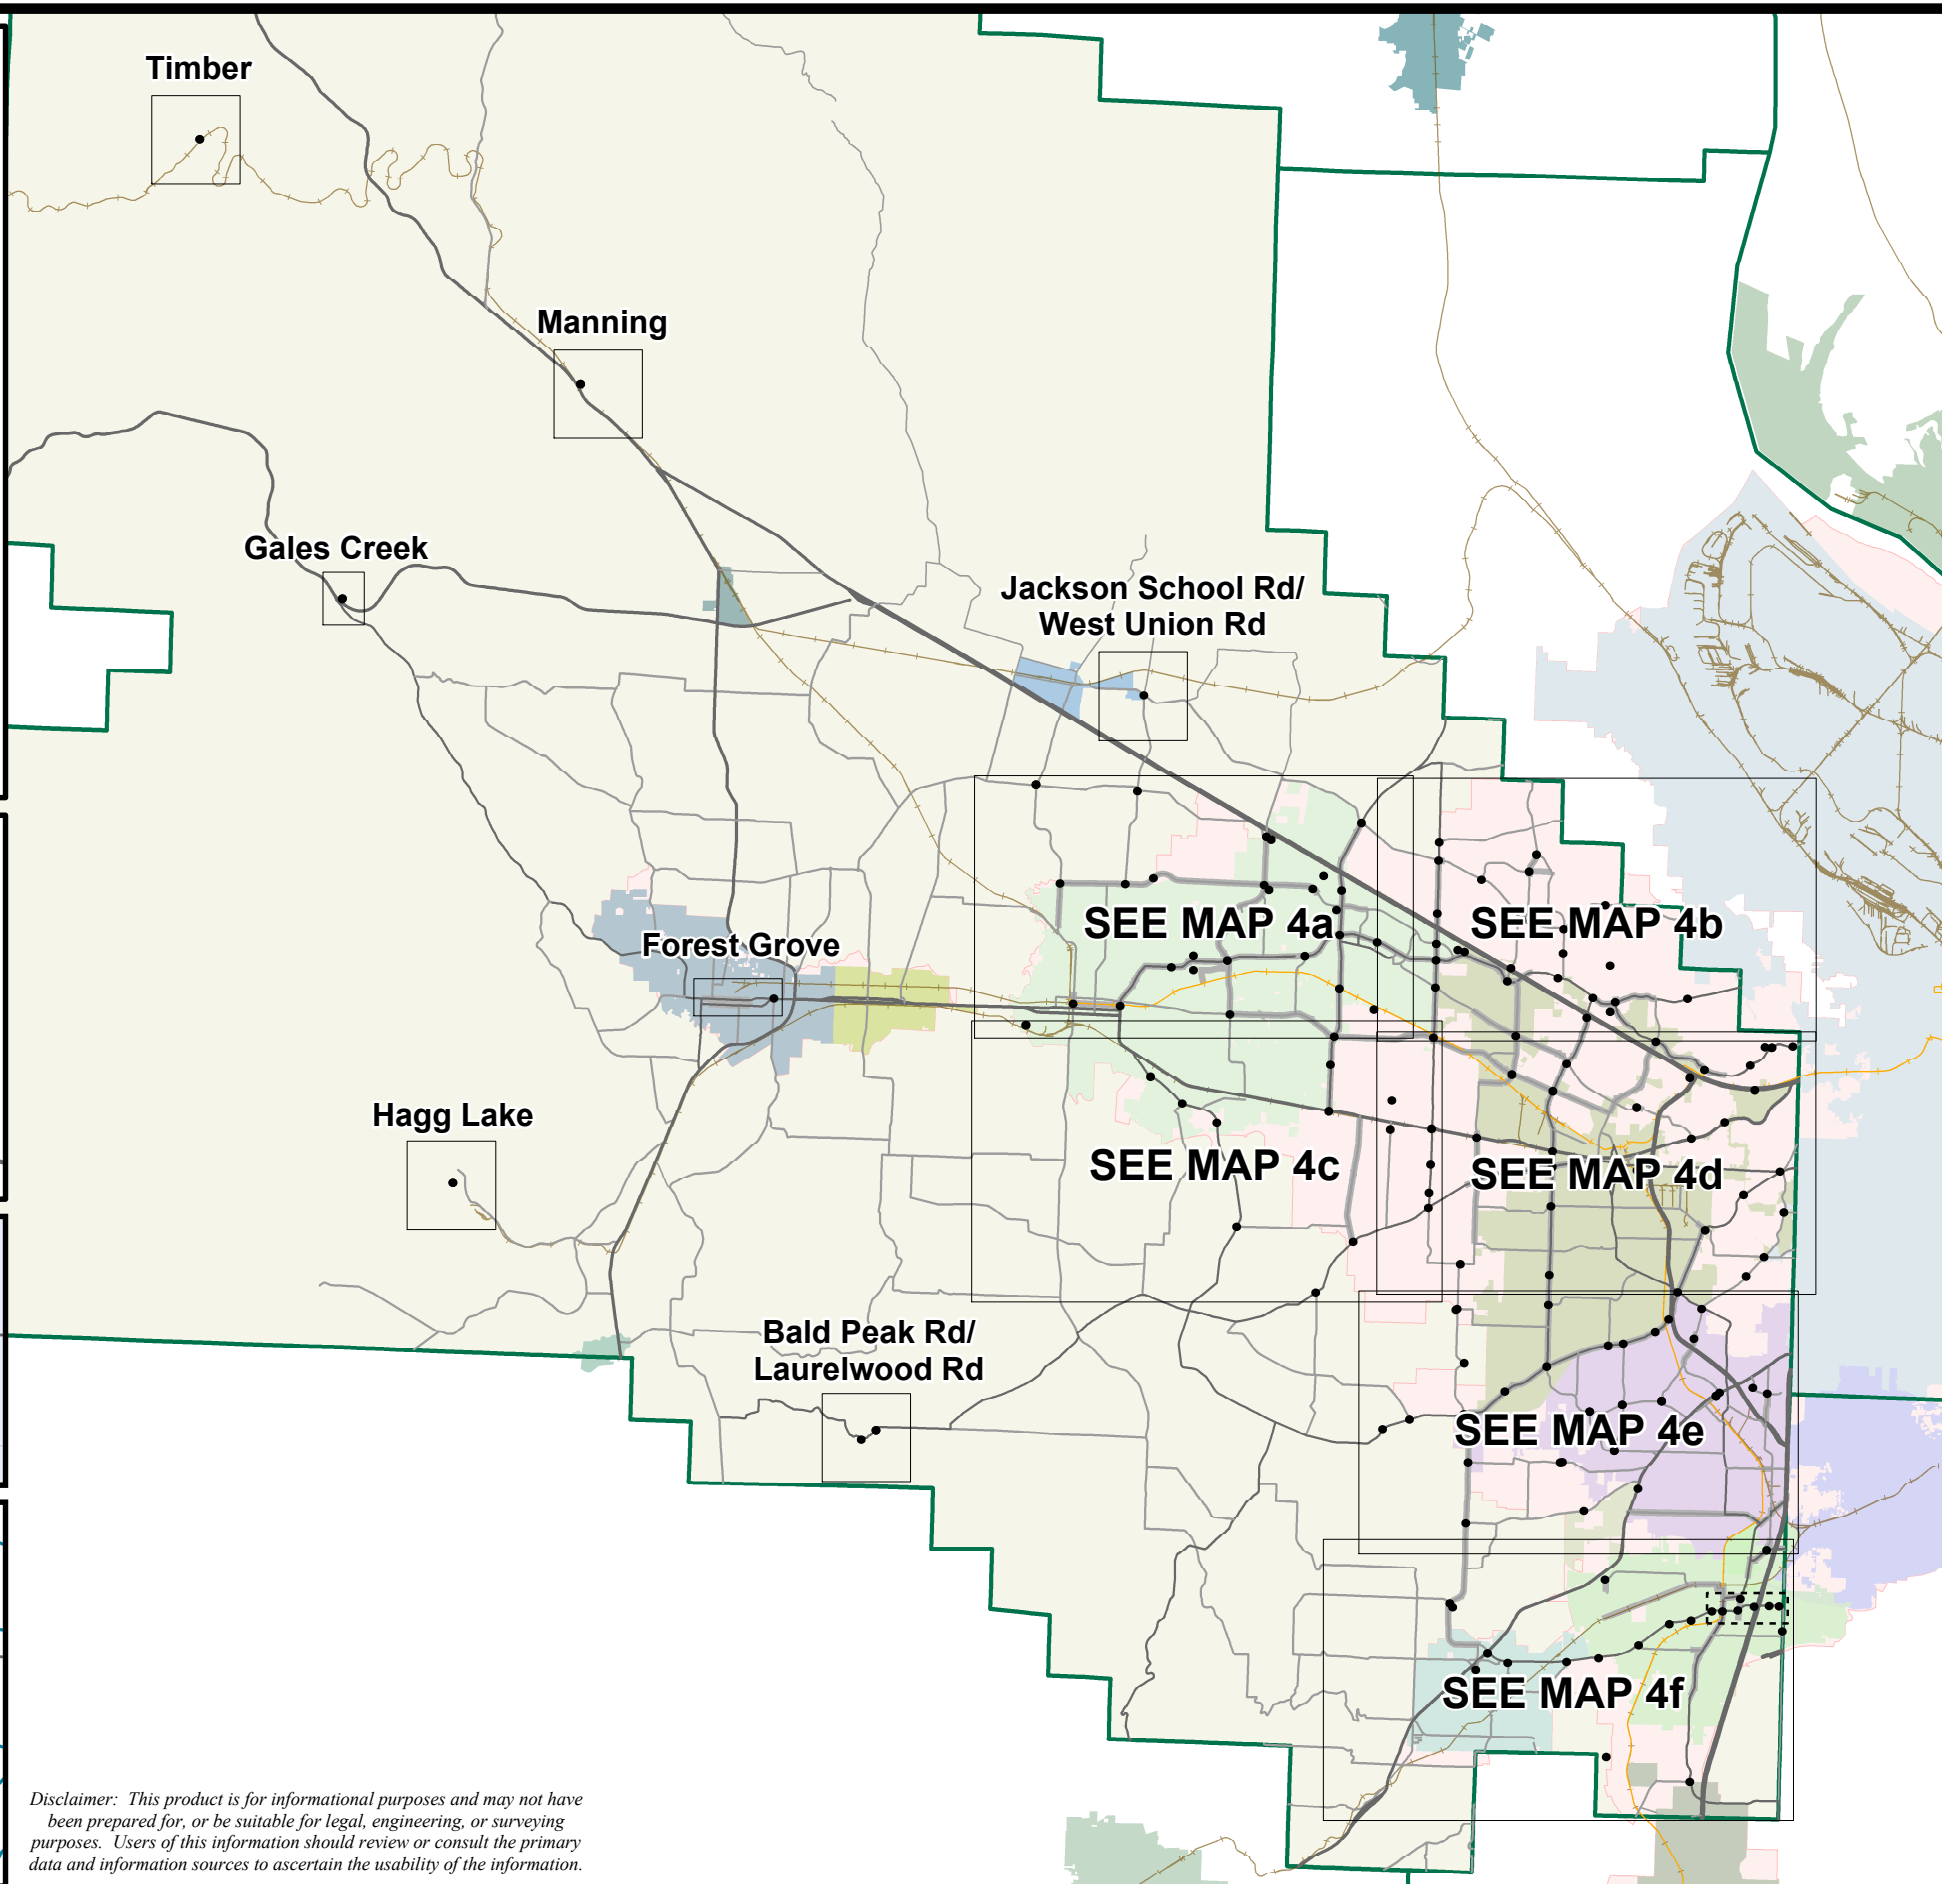 Timber
Manning
Gales Creek
Jackson School Rd/
West Union Rd
SEE MAP 4a
SEE MAP 4b
Forest Grove
Hagg Lake
SEE MAP 4c
SEE MAP 4d
Bald Peak Rd/
Laurelwood Rd
SEE MAP 4e
SEE MAP 4f
Disclaimer:  This product is for informational purposes and may not have
been prepared for, or be suitable for legal, engineering, or surveying
purposes.  Users of this information should review or consult the primary
data and information sources to ascertain the usability of the information.